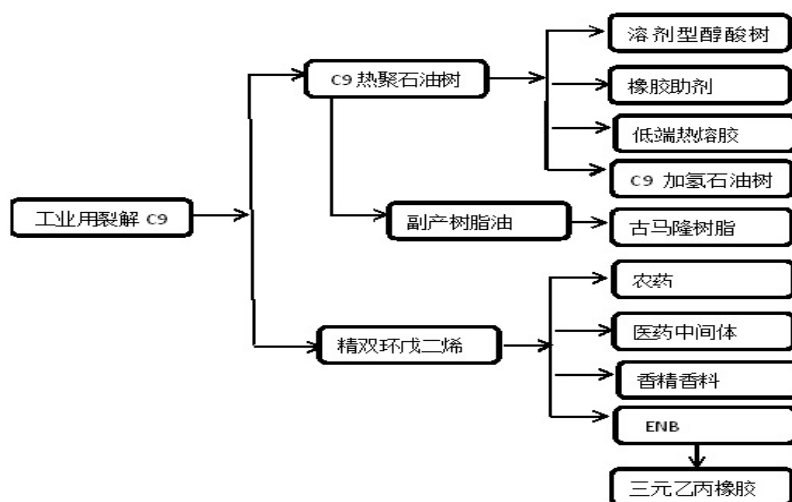 溶剂型醇酸树
C9热聚石油树
橡胶助剂
低端热熔胶
C9 加氢石油树
工业用裂解 C9
副产树脂油
古马隆树脂
农药
医药中间体
精双环戊二烯
香精香料
ENB
三元乙丙橡胶